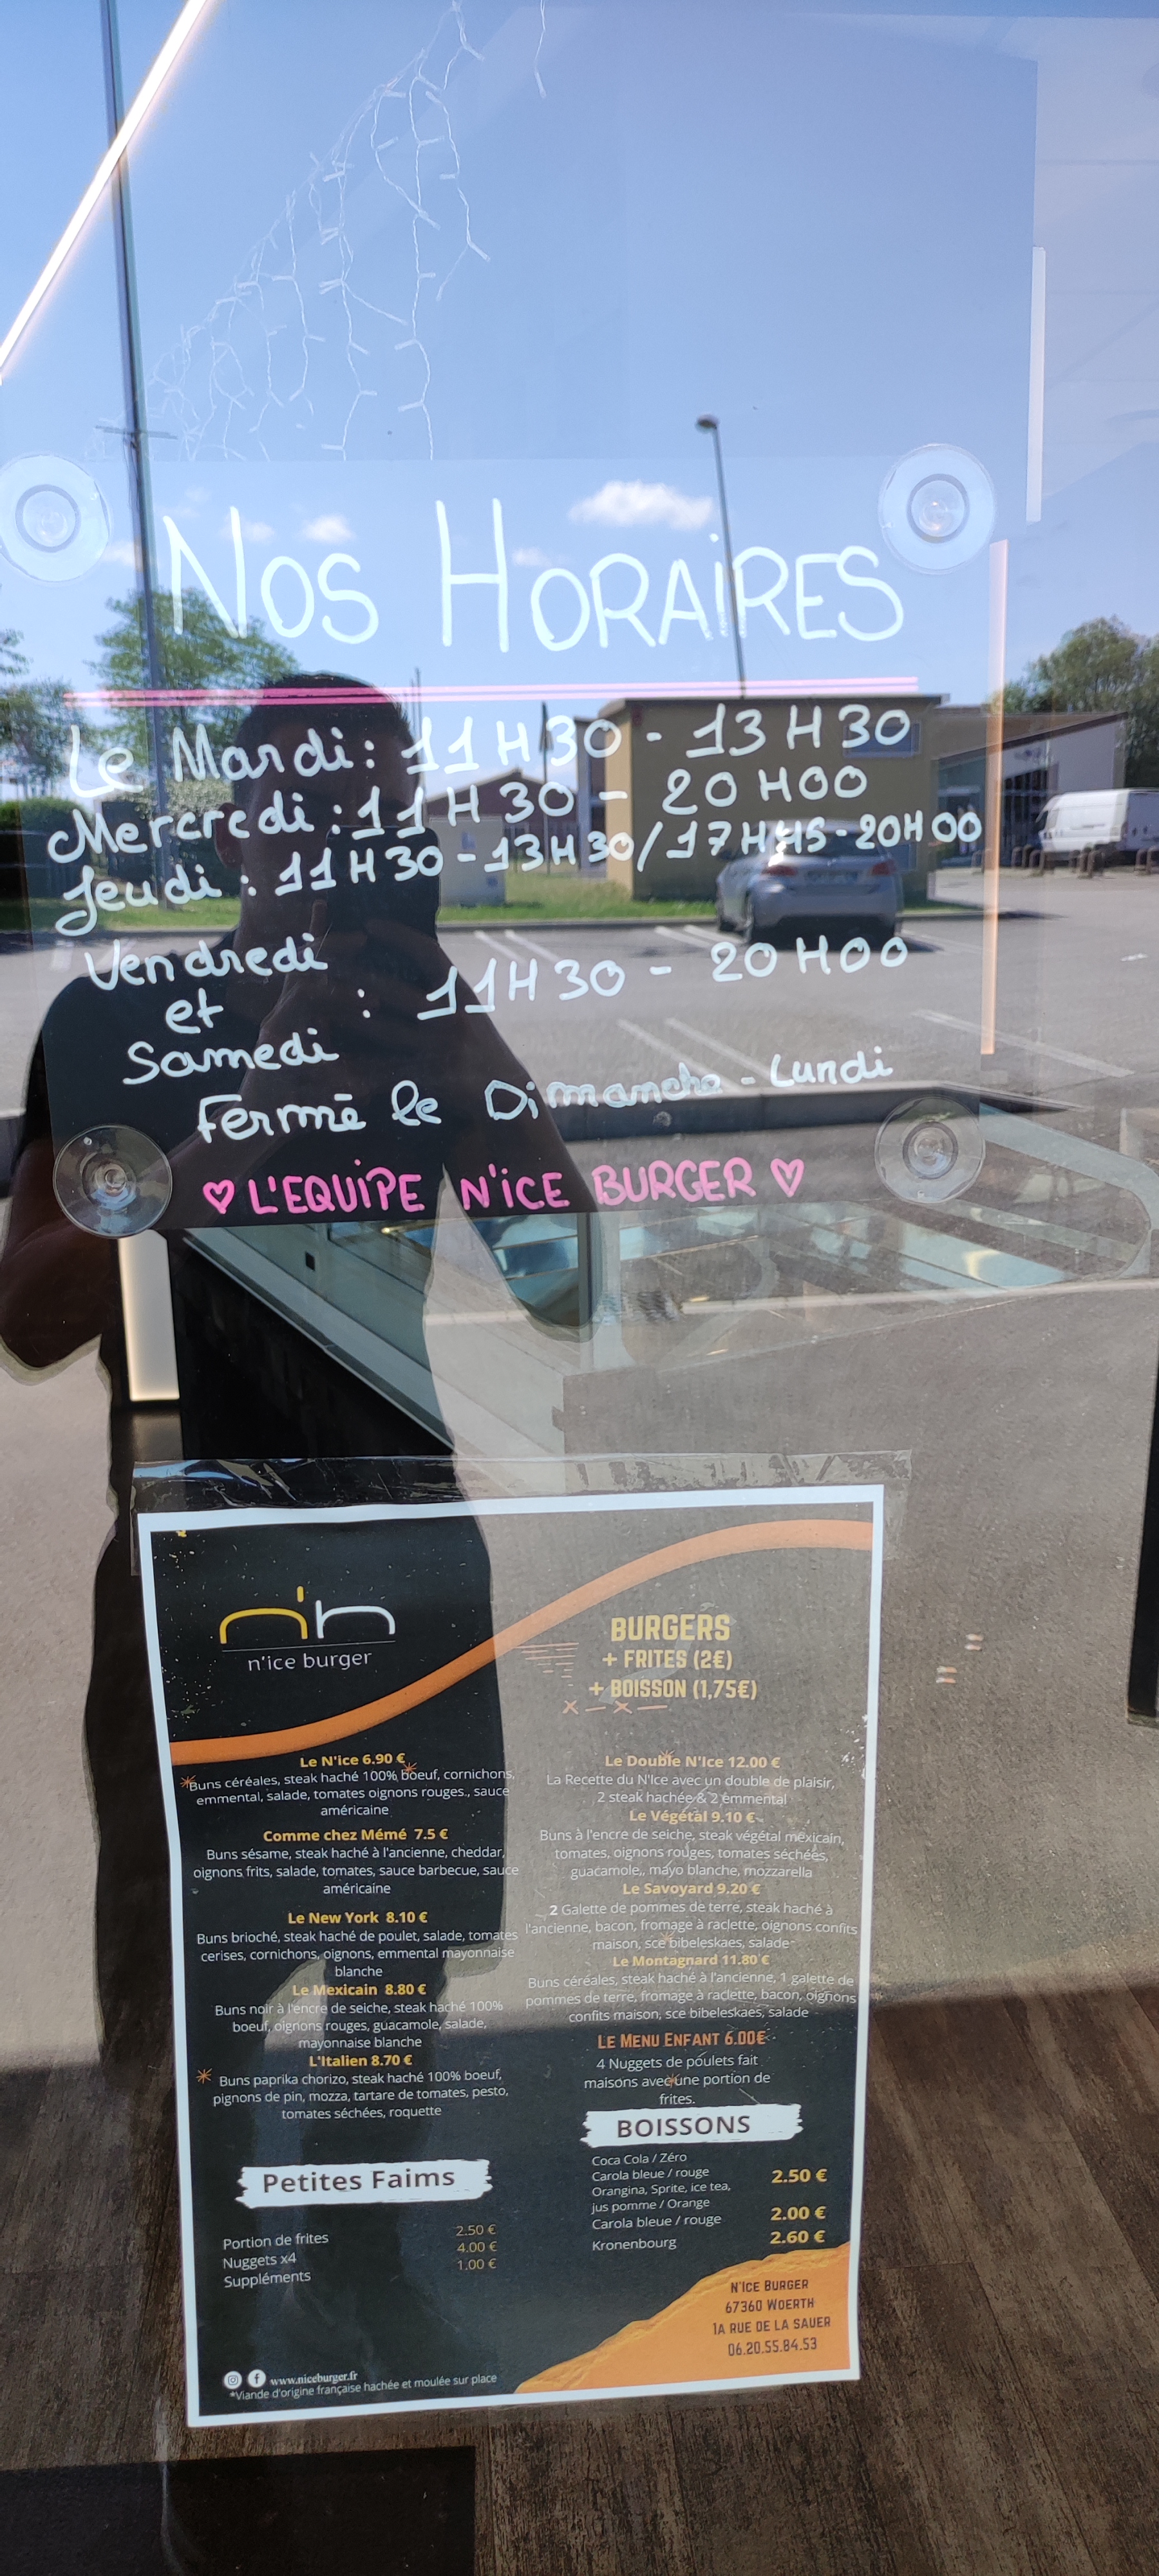 NOS HORAIRES
Le Mardi : 11H30 - 13H30
Mercredi : 11H30 - 20H00
Jeudi : 11H30 - 13H30 / 17H45 - 20H00
Vendredi
et
: 11H30 - 20H00
Samedi
Fermé le Dimanche - Lundi
♡ L'EQUIPE N'ICE BURGER ♡
n'h
n'ice burger
BURGERS
+ FRITES (2€)
+ BOISSON (1,75€)
Le N'ice 6.90 €
Buns céréales, steak haché 100% boeuf, cornichons,
emmental, salade, tomates oignons rouges., sauce
américaine
Comme chez Mémé 7.5 €
Buns sésame, steak haché à l'ancienne, cheddar,
oignons frits, salade, tomates, sauce barbecue, sauce
américaine
Le New York 8.10 €
Buns brioché, steak haché de poulet, salade, tomates
cerises, cornichons, oignons, emmental mayonnaise
blanche
Le Mexicain 8.80 €
Buns noir à l'encre de seiche, steak haché 100%
boeuf, oignons rouges, guacamole, salade,
mayonnaise blanche
L'Italien 8.70 €
Buns paprika chorizo, steak haché 100% boeuf,
pignons de pin, mozza, tartare de tomates, pesto,
tomates séchées, roquette
Petites Faims
Portion de frites 2.50 €
Nuggets x4 4.00 €
Suppléments 1.00 €
www.niceburger.fr
*Viande d'origine française hachée et moulée sur place
Le Double N'Ice 12.00 €
La Recette du N'Ice avec un double de plaisir,
2 steak hachée & 2 emmental
Le Végétal 9.10 €
Buns à l'encre de seiche, steak végétal mexicain,
tomates, oignons rouges, tomates séchées,
guacamole,, mayo blanche, mozzarella
Le Savoyard 9.20 €
2 Galette de pommes de terre, steak haché à
l'ancienne, bacon, fromage à raclette, oignons confits
maison, sce bibeleskaes, salade
Le Montagnard 11.80 €
Buns céréales, steak haché à l'ancienne, 1 galette de
pommes de terre, fromage à raclette, bacon, oignons
confits maison, sce bibeleskaes, salade
LE MENU ENFANT 6.00€
4 Nuggets de poulets fait
maisons avec une portion de
frites.
BOISSONS
Coca Cola / Zéro
Carola bleue / rouge 2.50 €
Orangina, Sprite, ice tea,
jus pomme / Orange
Carola bleue / rouge 2.00 €
Kronenbourg 2.60 €
N'ICE BURGER
67360 WOERTH
1A RUE DE LA SAUER
06.20.55.84.53